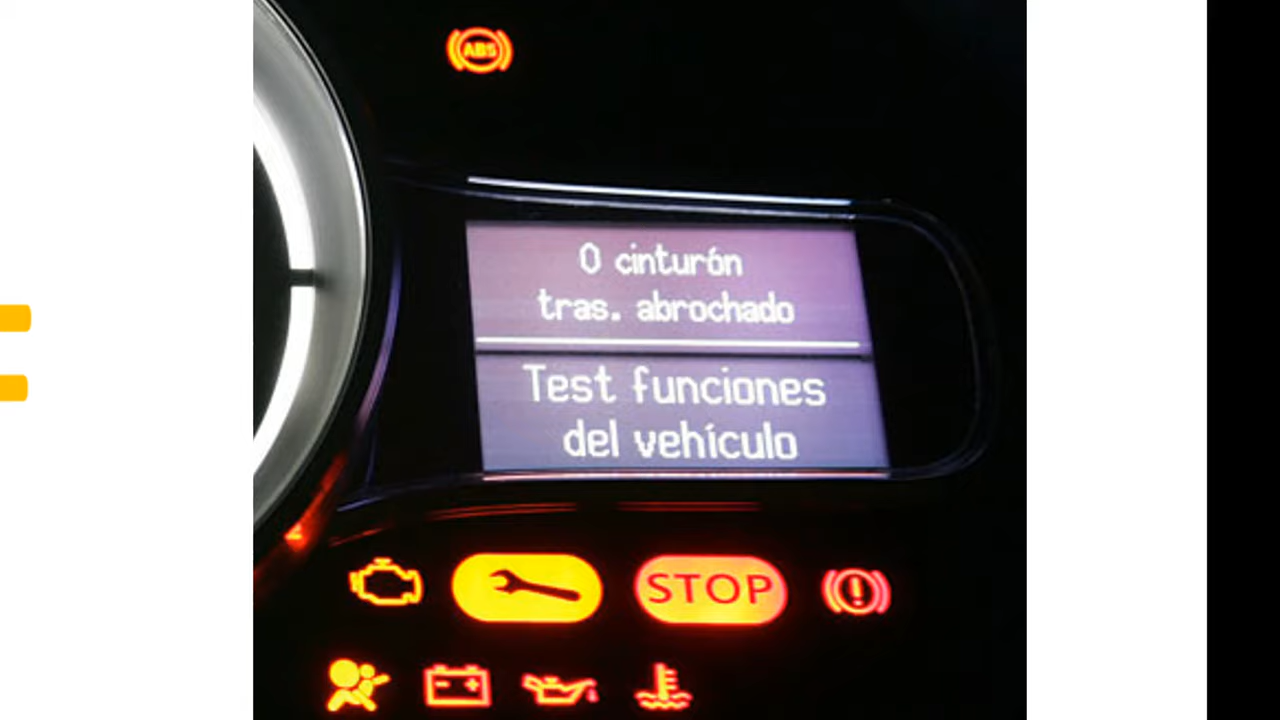 ABS
0 cinturón
tras. abrochado
Test funciones
del vehículo
STOP